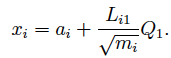 $x_i = a_i + \frac{L_{i1}}{\sqrt{m_i}} Q_1.$